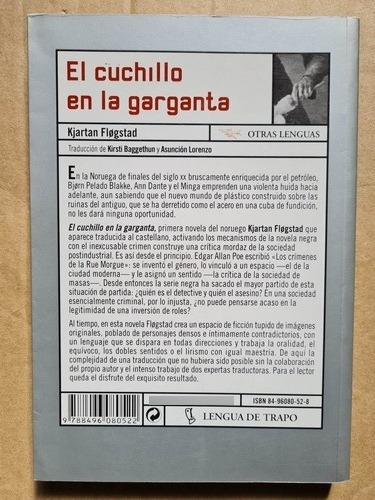 El cuchillo
en la garganta
Kjartan Fløgstad
OTRAS LENGUAS
Traducción de Kirsti Baggethun y Asunción Lorenzo
En la Noruega de finales del siglo xx bruscamente enriquecida por el petróleo,
Bjørn Pelado Blakke, Ann Dante y el Minga emprenden una violenta huida hacia
adelante, aun sabiendo que el nuevo mundo de plástico construido sobre las
ruinas del antiguo, que se ha derretido como el acero en una cuba de fundición, no
les dará ninguna oportunidad.
El cuchillo en la garganta, primera novela del noruego Kjartan Fløgstad que
aparece traducida al castellano, activando los mecanismos de la novela negra
con el inexcusable crimen construye una crítica mordaz de la sociedad
postindustrial. Es así desde el principio. Edgar Allan Poe escribió «Los crímenes
de la Rue Morgue»: se inventó el género, lo vinculó a un espacio —el de la
ciudad moderna— y le asignó un sentido —la crítica de la sociedad de
masas—. Desde entonces la serie negra ha sacado el mayor partido de esta
situación de partida: ¿quién es el detective y quién el asesino? En una sociedad
esencialmente criminal, por lo injusta, ¿no puede pensarse acaso en la
legitimidad de una inversión de roles?
Al tiempo, en esta novela Fløgstad crea un espacio de ficción tupido de imágenes
originales, poblado de personajes densos e íntimamente contradictorios, con
un lenguaje que se dispara en todas direcciones y trabaja la oralidad, el
equívoco, los dobles sentidos o el lirismo con igual maestría. De aquí la
complejidad de una traducción que no hubiera sido posible sin la colaboración
del propio autor y el intenso trabajo de dos expertas traductoras. Para el lector
queda el disfrute del exquisito resultado.
ISBN 84-96080-52-8
9 788496 080522
LENGUA DE TRAPO